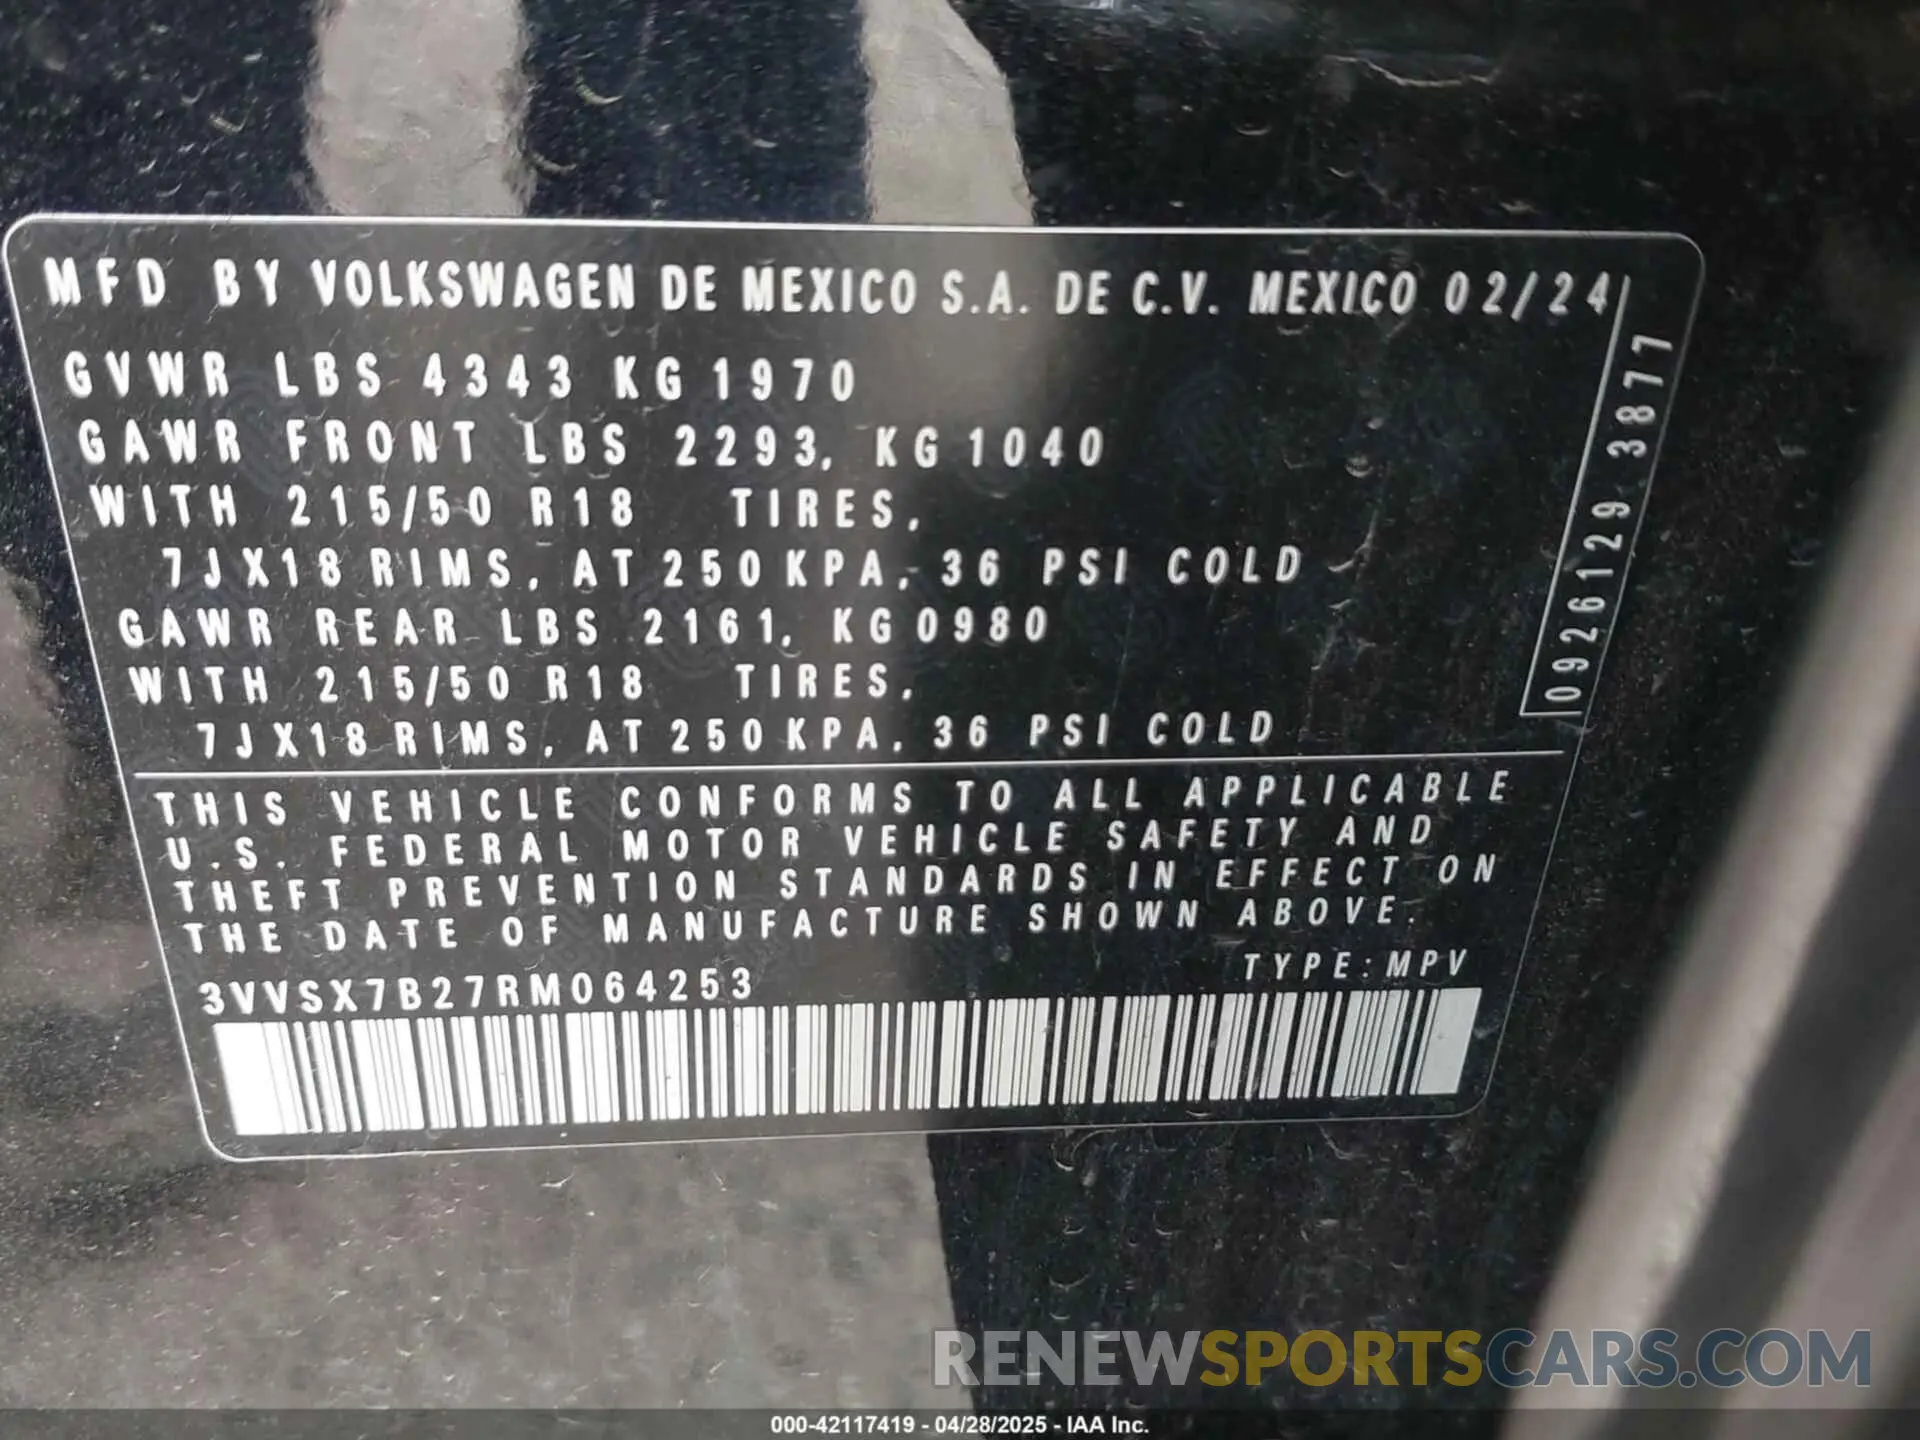 MFD BY VOLKSWAGEN DE MEXICO S.A. DE C.V. MEXICO 02/24
GVWR LBS 4343 KG 1970
GAWR FRONT LBS 2293, KG 1040
WITH 215/50 R18 TIRES,
7JX18 RIMS, AT 250 KPA, 36 PSI COLD
GAWR REAR LBS 2161, KG 0980
WITH 215/50 R18 TIRES,
7JX18 RIMS, AT 250 KPA, 36 PSI COLD
0926129 3877
THIS VEHICLE CONFORMS TO ALL APPLICABLE
U.S. FEDERAL MOTOR VEHICLE SAFETY AND
THEFT PREVENTION STANDARDS IN EFFECT ON
THE DATE OF MANUFACTURE SHOWN ABOVE.
TYPE: MPV
3VVSX7B27RM064253
RENEWSPORTSCARS.COM
000-42117419 - 04/28/2025 - IAA Inc.